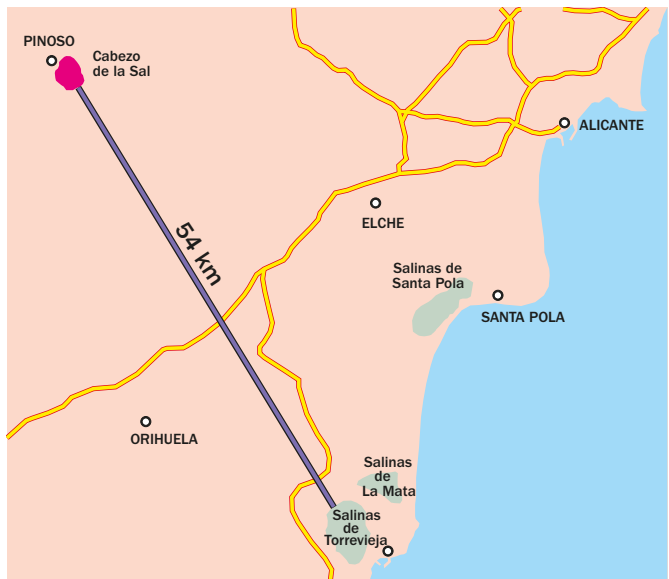 PINOSO
Cabezo
de la Sal
ALICANTE
ELCHE
54 km
Salinas de
Santa Pola
SANTA POLA
ORIHUELA
Salinas
de
La Mata
Salinas
de
Torrevieja